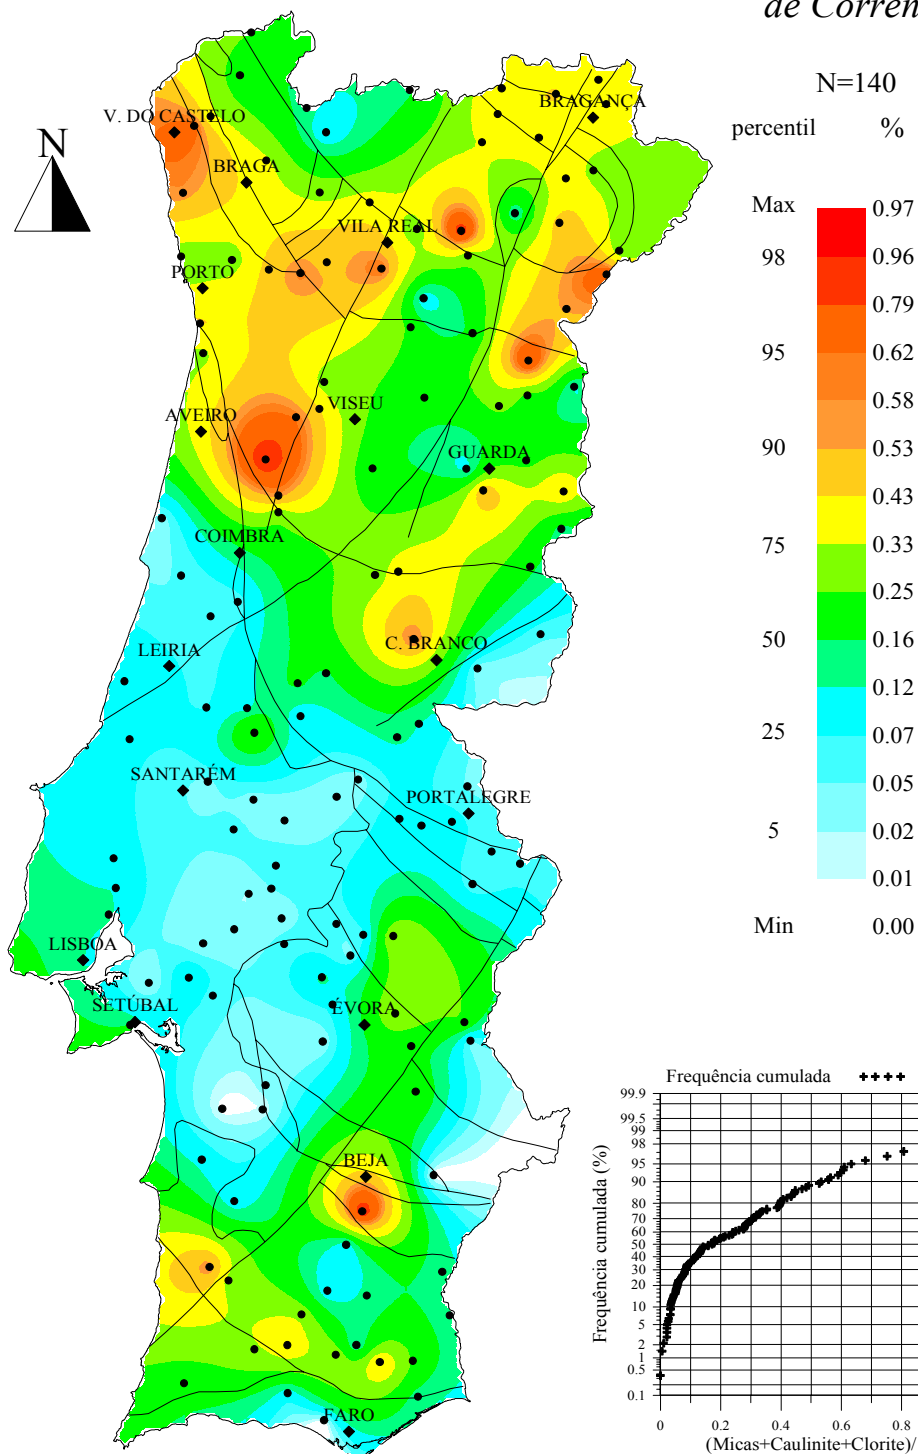 de Corren
N=140
percentil %
Max 0.97
98 0.96
0.79
95 0.62
0.58
90 0.53
0.43
75 0.33
0.25
50 0.16
0.12
25 0.07
0.05
5 0.02
0.01
Min 0.00
N
BRAGANÇA
V. DO CASTELO
BRAGA
VILA REAL
PORTO
VISEU
AVEIRO
GUARDA
COIMBRA
C. BRANCO
LEIRIA
SANTARÉM
PORTALEGRE
LISBOA
SETÚBAL
ÉVORA
BEJA
FARO
Frequência cumulada
Frequência cumulada (%)
99.9
99.5
99
98
95
90
80
70
60
50
40
30
20
10
5
2
1
0.5
0.1
0 0.2 0.4 0.6 0.8
(Micas+Caulinite+Clorite)/